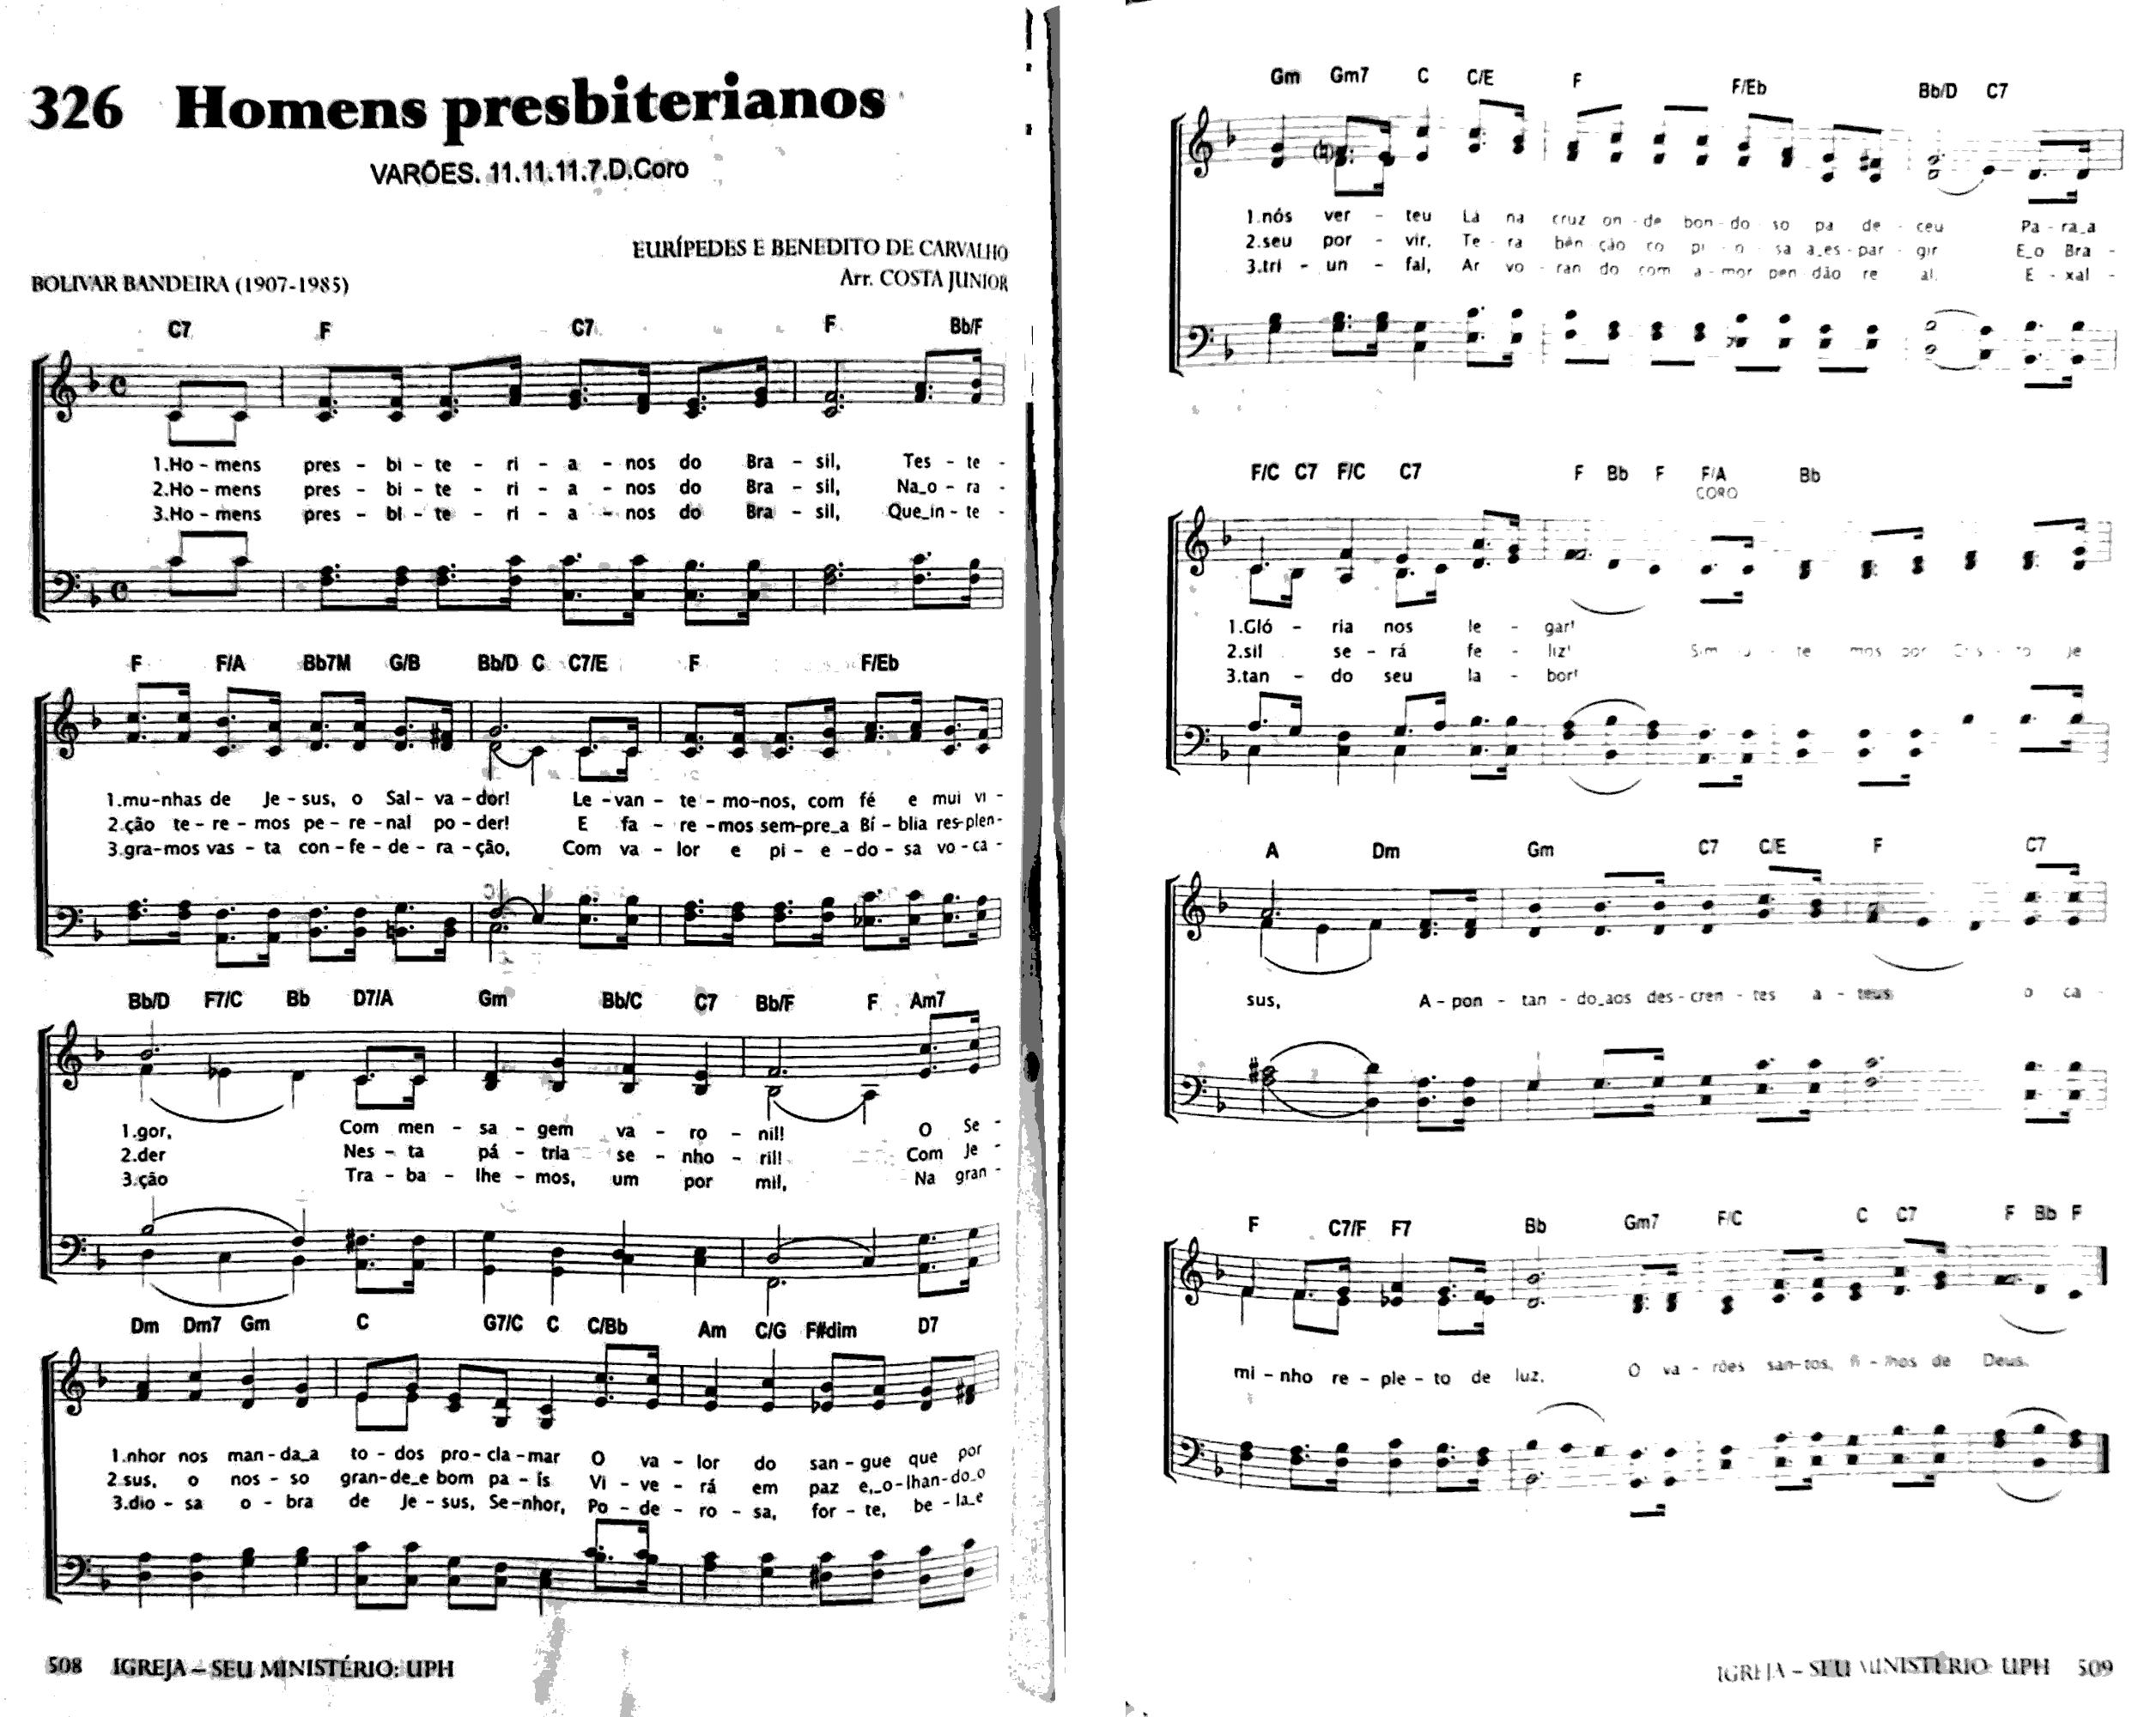 326 Homens presbiterianos
VARÕES. 11.11.11.7.D.Coro
EURÍPEDES E BENEDITO DE CARVALHO
BOLIVAR BANDEIRA (1907-1985)
Arr. COSTA JUNIOR
C7 F C7 F Bb/F
1.Ho - mens pres - bi - te - ri - a - nos do Bra - sil, Tes - te -
2.Ho - mens pres - bi - te - ri - a - nos do Bra - sil, Na_o - ra -
3.Ho - mens pres - bi - te - ri - a - nos do Bra - sil, Que_in - te -
F F/A Bb7M G/B Bb/D C C7/E F F/Eb
1.mu-nhas de Je - sus, o Sal - va - dor! Le - van - te - mo-nos, com fé e mui vi -
2.ção te - re - mos pe - re - nal po - der! E fa - re - mos sem-pre_a Bí - blia res-plen-
3.gra-mos vas - ta con - fe - de - ra - ção, Com va - lor e pi - e - do - sa vo - ca -
Bb/D F7/C Bb D7/A Gm Bb/C C7 Bb/F F Am7
1.gor, Com men - sa - gem va - ro - nil! O Se -
2.der Nes - ta pá - tria se - nho - ril! Com Je -
3.ção Tra - ba - lhe - mos, um por mil, Na gran -
Dm Dm7 Gm C G7/C C C/Bb Am C/G F#dim D7
1.nhor nos man - da_a to - dos pro - cla - mar O va - lor do san - gue que por
2.sus, o nos - so gran-de_e bom pa - ís Vi - ve - rá em paz e,_o-lhan-do_o
3.dio - sa o - bra de Je - sus, Se-nhor, Po - de - ro - sa, for - te, be - la_e
508 IGREJA – SEU MINISTÉRIO: UPH
Gm Gm7 C C/E F F/Eb Bb/D C7
1.nós ver - teu Lá na cruz on - de bon - do so pa de - ceu Pa - ra_a
2.seu por - vir, Te - ra bên ção co pi - o - sa a_es - par - gir E_o Bra -
3.tri - un - fal, Ar vo - ran do com a - mor pen dão re al. E - xal -
F/C C7 F/C C7 F Bb F F/A Bb
CORO
1.Gló - ria nos le - gar!
2.sil se - rá fe - liz! Sim lu - te mos por Cris - to Je
3.tan - do seu la - bor!
A Dm Gm C7 C/E F C7
sus, A - pon - tan - do_aos des - cren - tes a - teus o ca -
F C7/F F7 Bb Gm7 F/C C C7 F Bb F
mi - nho re - ple - to de luz. O va - rões san-tos, fi - lhos de Deus.
IGREJA – SEU MINISTÉRIO: UPH 509